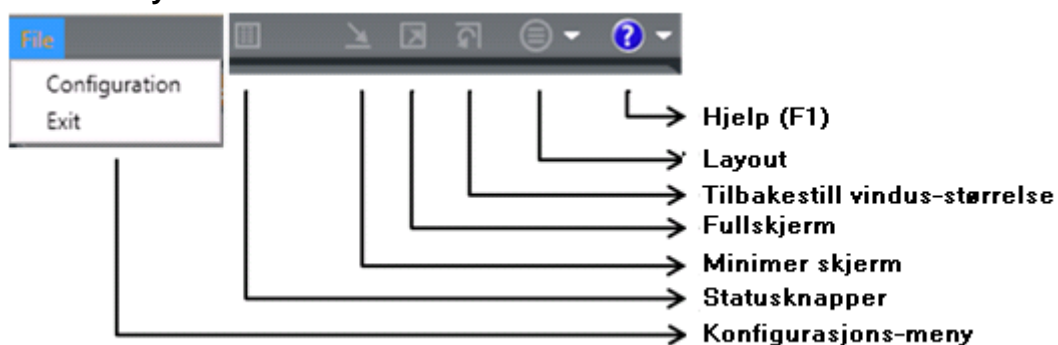 File
Configuration
Exit
?
Hjelp (F1)
Layout
Tilbakestill vindus-størrelse
Fullskjerm
Minimer skjerm
Statusknapper
Konfigurasjons-meny